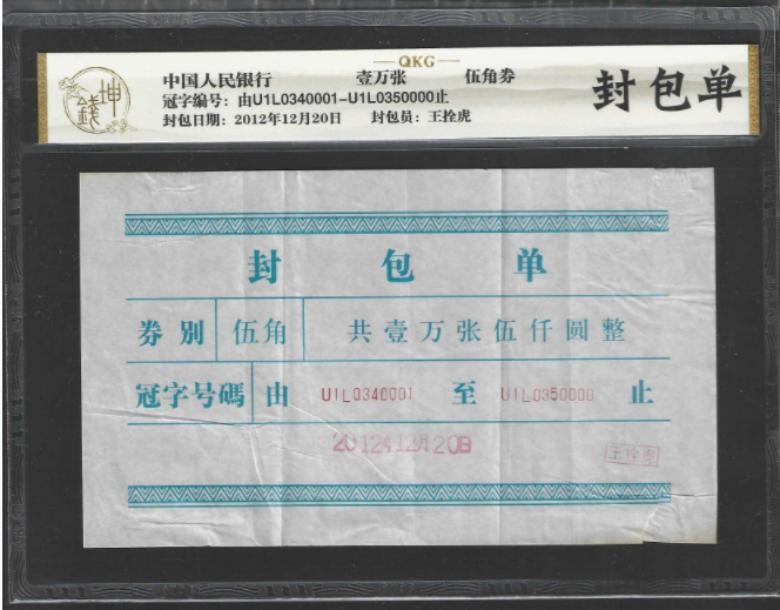 QKG
坤
錢
中国人民银行 壹万张 伍角券
冠字编号：由U1L0340001-U1L0350000止
封包日期：2012年12月20日 封包员：王拴虎
封包单
封包单
券别 伍角 共壹万张伍仟圆整
冠字号碼 由 U1L0340001 至 U1L0350000 止
2012年12月20日
王拴虎